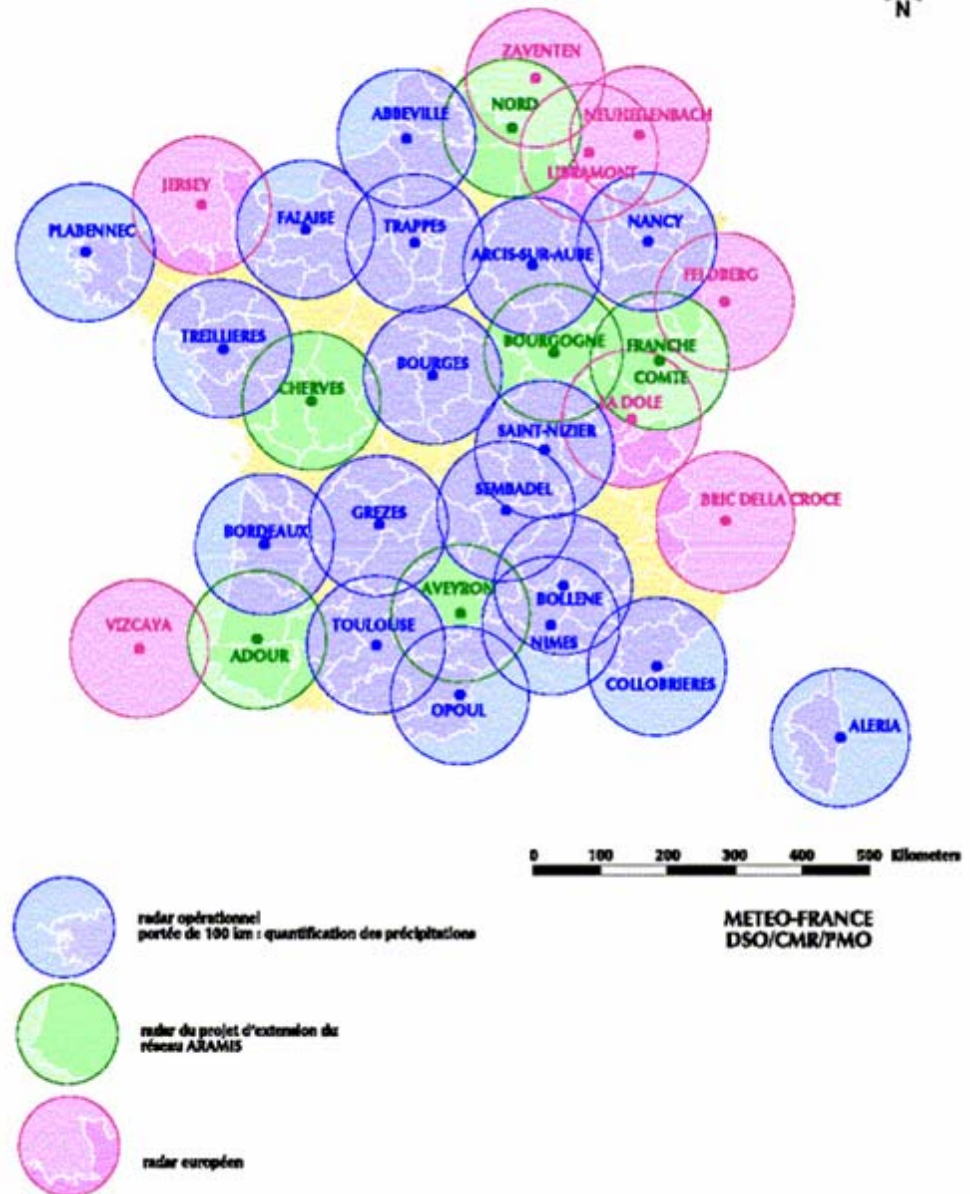 N
ZAVENTEN
NORD
ABBEVILLE
NEUHEILENBACH
LIBRAMONT
JERSEY
FALAISE
TRAPPES
NANCY
PLABENNEC
ARCIS-SUR-AUBE
FELDBERG
TREILLIERES
BOURGES
BOURGOGNE
FRANCHE
COMTE
CHERVES
LA DOLE
SAINT-NIZIER
SEMBADEL
BRIC DELLA CROCE
GREZES
BORDEAUX
AVEYRON
BOLLENE
VIZCAYA
ADOUR
TOULOUSE
NIMES
COLLOBRIERES
OPOUL
ALERIA
0 100 200 300 400 500 Kilometers
radar opérationnel
portée de 100 km : quantification des précipitations
METEO-FRANCE
DSO/CMR/PMO
radar du projet d'extension du
réseau ARAMIS
radar européen